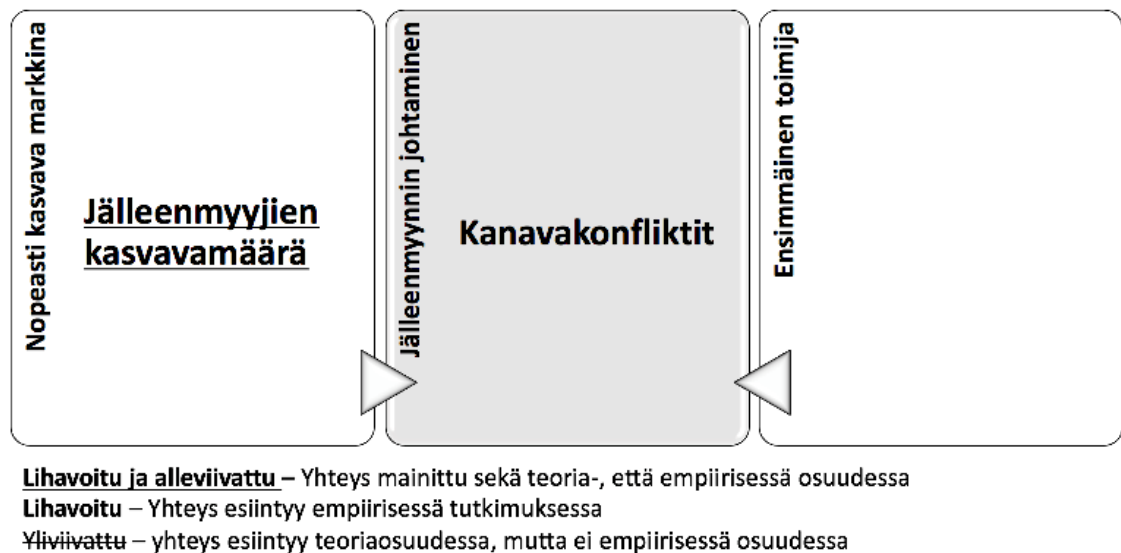 Nopeasti kasvava markkina
Jälleenmyyjien
kasvavamäärä
Jälleenmyynnin johtaminen
Kanavakonfliktit
Ensimmäinen toimija
Lihavoitu ja alleviivattu – Yhteys mainittu sekä teoria-, että empiirisessä osuudessa
Lihavoitu – Yhteys esiintyy empiirisessä tutkimuksessa
Yliviivattu – yhteys esiintyy teoriaosuudessa, mutta ei empiirisessä osuudessa